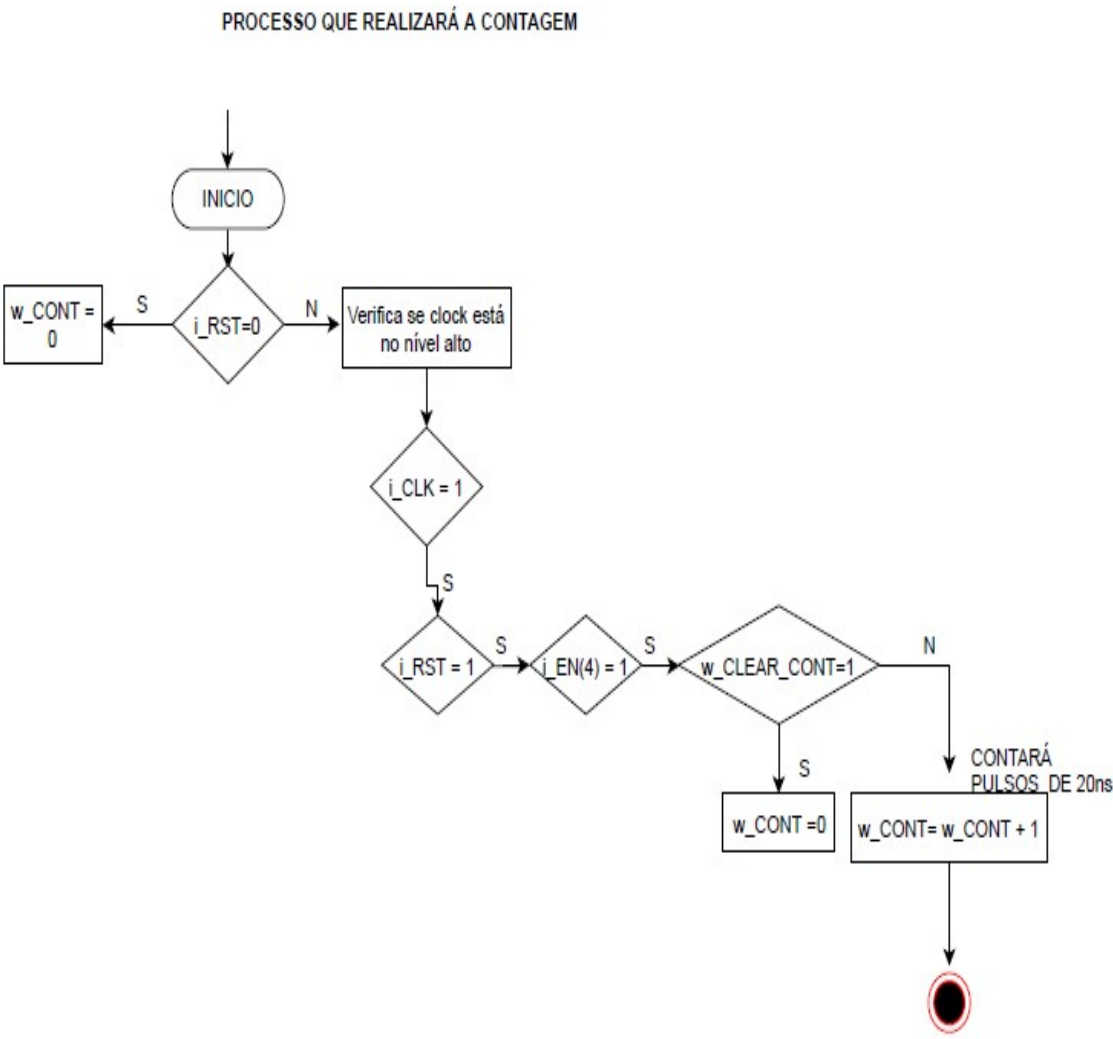 PROCESSO QUE REALIZARÁ A CONTAGEM
INICIO
i_RST=0
S
N
w_CONT =
0
Verifica se clock está
no nível alto
i_CLK = 1
S
i_RST = 1
S
i_EN(4) = 1
S
w_CLEAR_CONT=1
N
S
w_CONT =0
CONTARÁ
PULSOS DE 20ns
w_CONT= w_CONT + 1